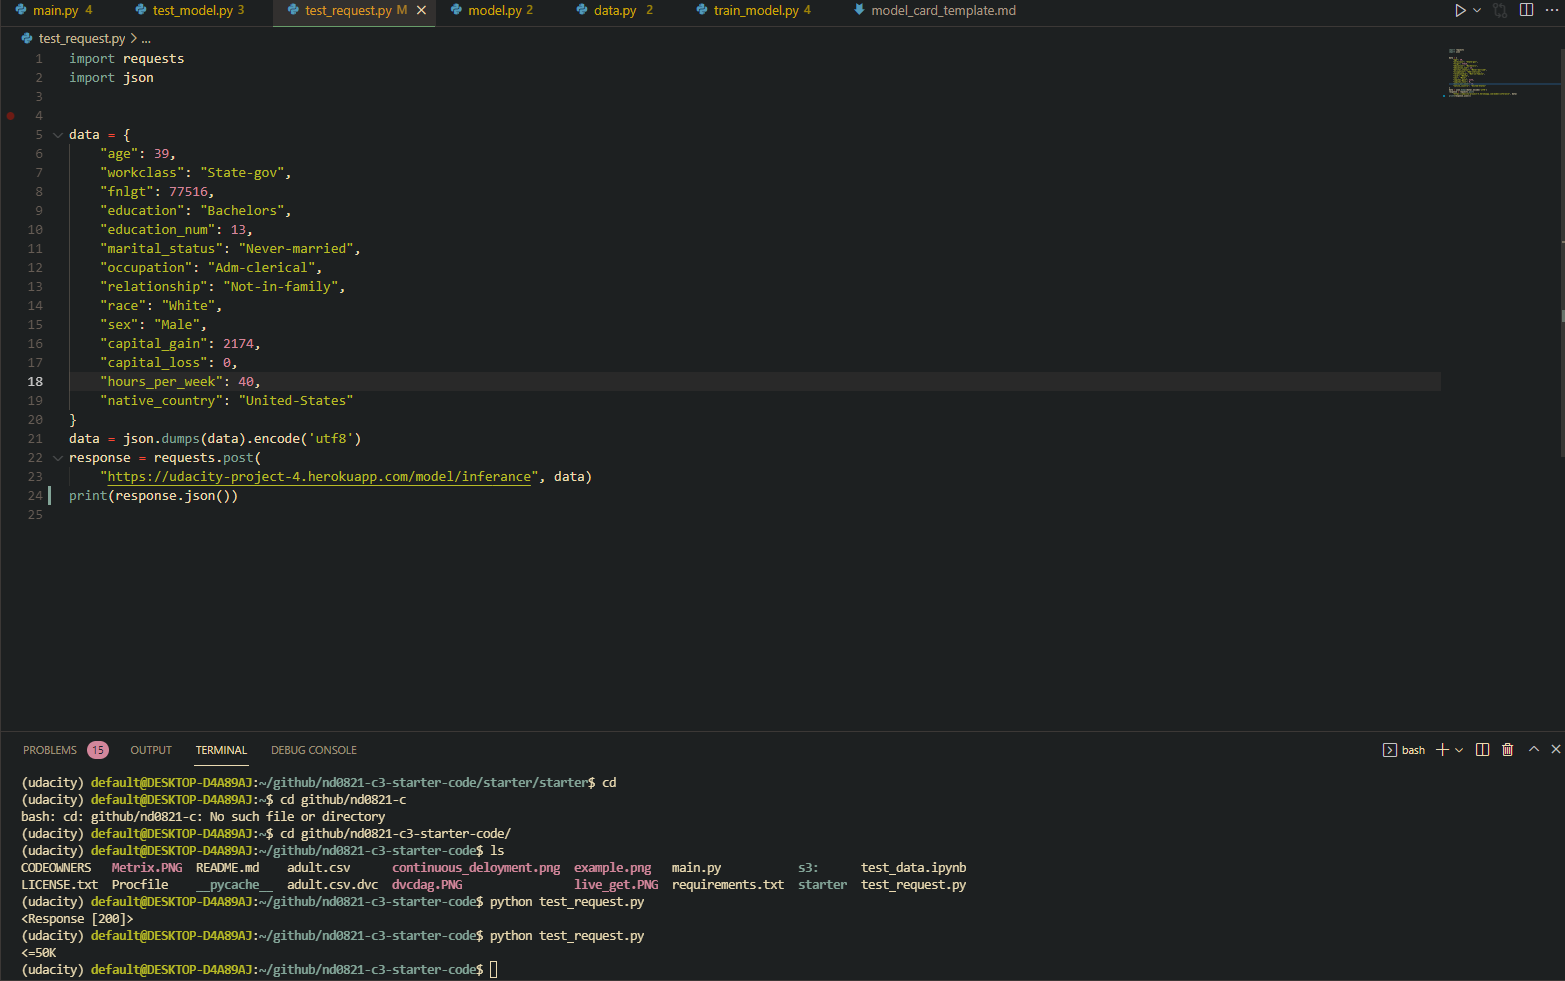 main.py 4 test_model.py 3 test_request.py M model.py 2 data.py 2 train_model.py 4 model_card_template.md
test_request.py > ...
1 import requests
2 import json
3
4
5 data = {
6 "age": 39,
7 "workclass": "State-gov",
8 "fnlgt": 77516,
9 "education": "Bachelors",
10 "education_num": 13,
11 "marital_status": "Never-married",
12 "occupation": "Adm-clerical",
13 "relationship": "Not-in-family",
14 "race": "White",
15 "sex": "Male",
16 "capital_gain": 2174,
17 "capital_loss": 0,
18 "hours_per_week": 40,
19 "native_country": "United-States"
20 }
21 data = json.dumps(data).encode('utf8')
22 response = requests.post(
23 "https://udacity-project-4.herokuapp.com/model/inferance", data)
24 print(response.json())
25
PROBLEMS 15 OUTPUT TERMINAL DEBUG CONSOLE bash
(udacity) default@DESKTOP-D4A89AJ:~/github/nd0821-c3-starter-code/starter/starter$ cd
(udacity) default@DESKTOP-D4A89AJ:~$ cd github/nd0821-c
bash: cd: github/nd0821-c: No such file or directory
(udacity) default@DESKTOP-D4A89AJ:~$ cd github/nd0821-c3-starter-code/
(udacity) default@DESKTOP-D4A89AJ:~/github/nd0821-c3-starter-code$ ls
CODEOWNERS Metrix.PNG README.md adult.csv continuous_deloyment.png example.png main.py s3: test_data.ipynb
LICENSE.txt Procfile __pycache__ adult.csv.dvc dvcdag.PNG live_get.PNG requirements.txt starter test_request.py
(udacity) default@DESKTOP-D4A89AJ:~/github/nd0821-c3-starter-code$ python test_request.py
<Response [200]>
(udacity) default@DESKTOP-D4A89AJ:~/github/nd0821-c3-starter-code$ python test_request.py
<=50K
(udacity) default@DESKTOP-D4A89AJ:~/github/nd0821-c3-starter-code$